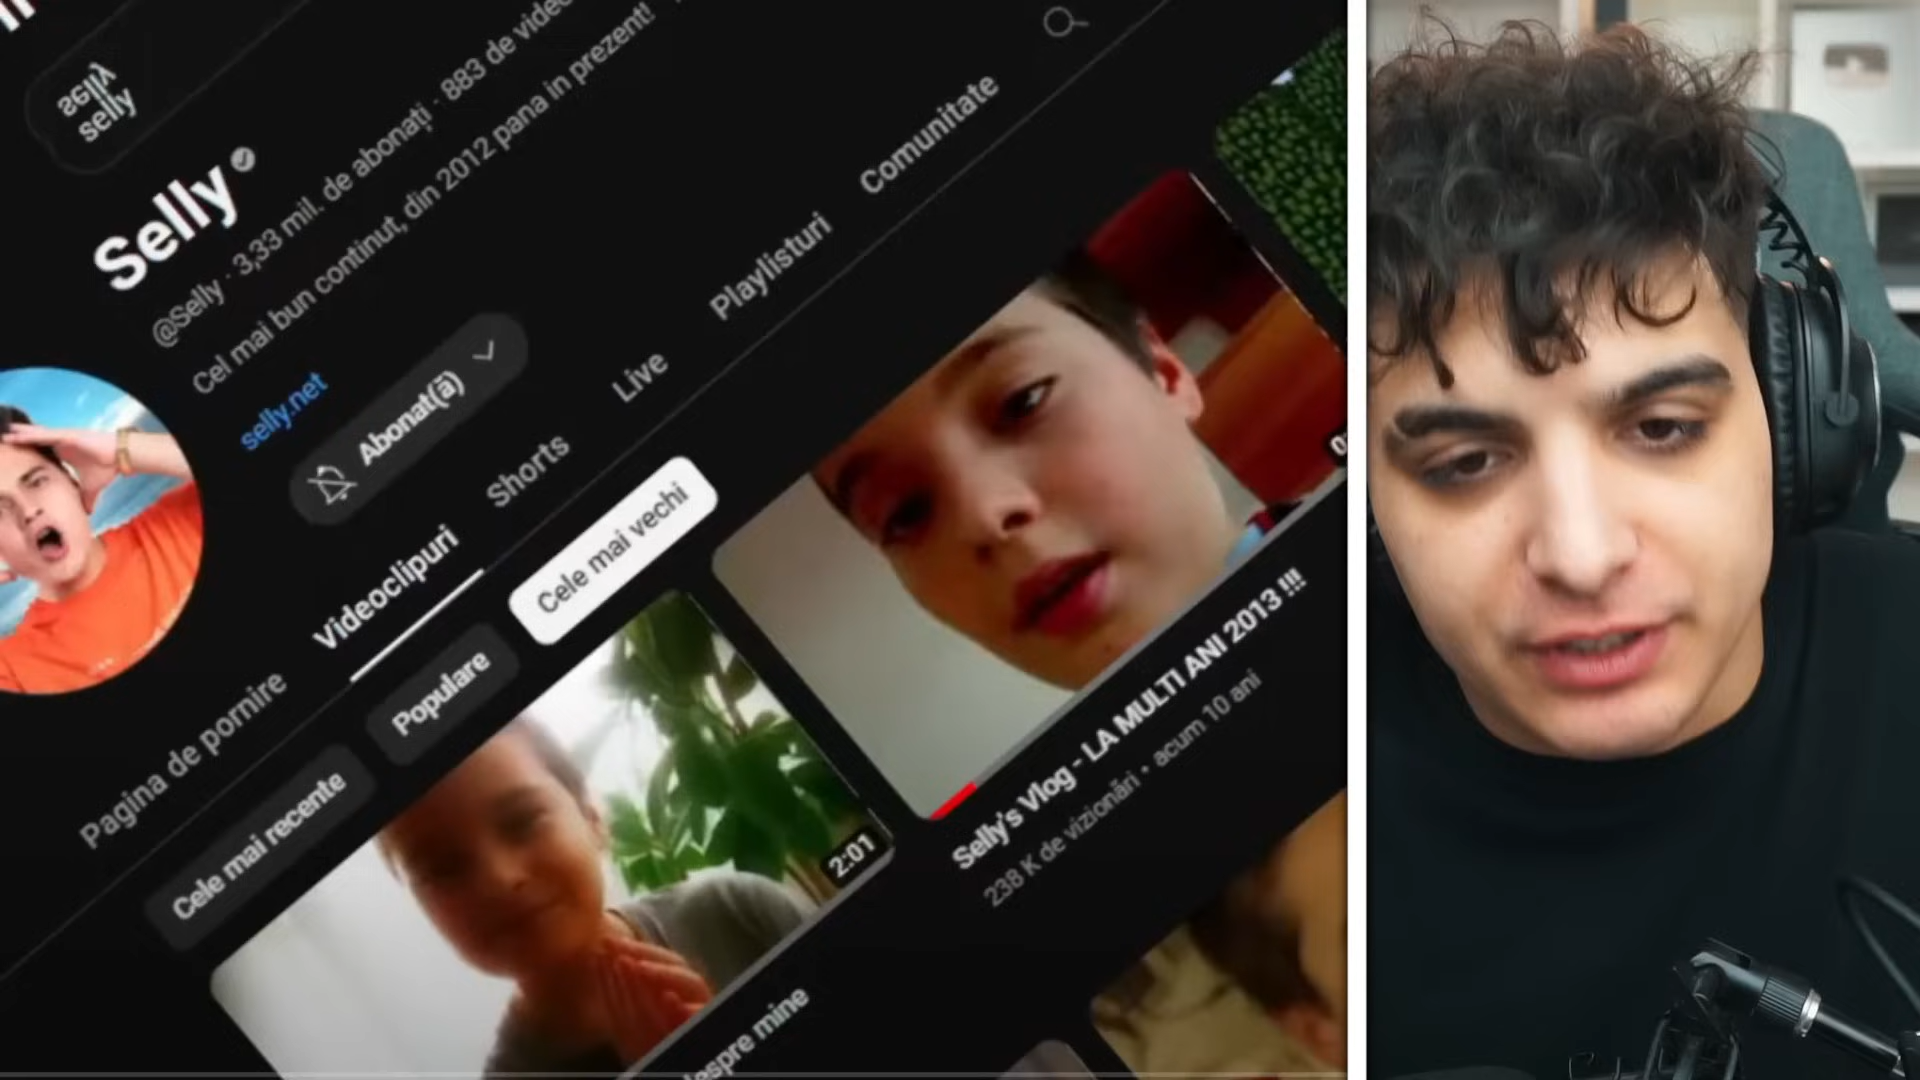 selly
selly
Selly
@Selly · 3,33 mil. de abonați · 883 de video
Cel mai bun continut, din 2012 pana in prezent!
selly.net
Abonat(ă)
Pagina de pornire
Videoclipuri
Shorts
Live
Playlisturi
Comunitate
Cele mai recente
Populare
Cele mai vechi
2:01
despre mine
Selly's Vlog - LA MULTI ANI 2013 !!!
238 K de vizionări • acum 10 ani